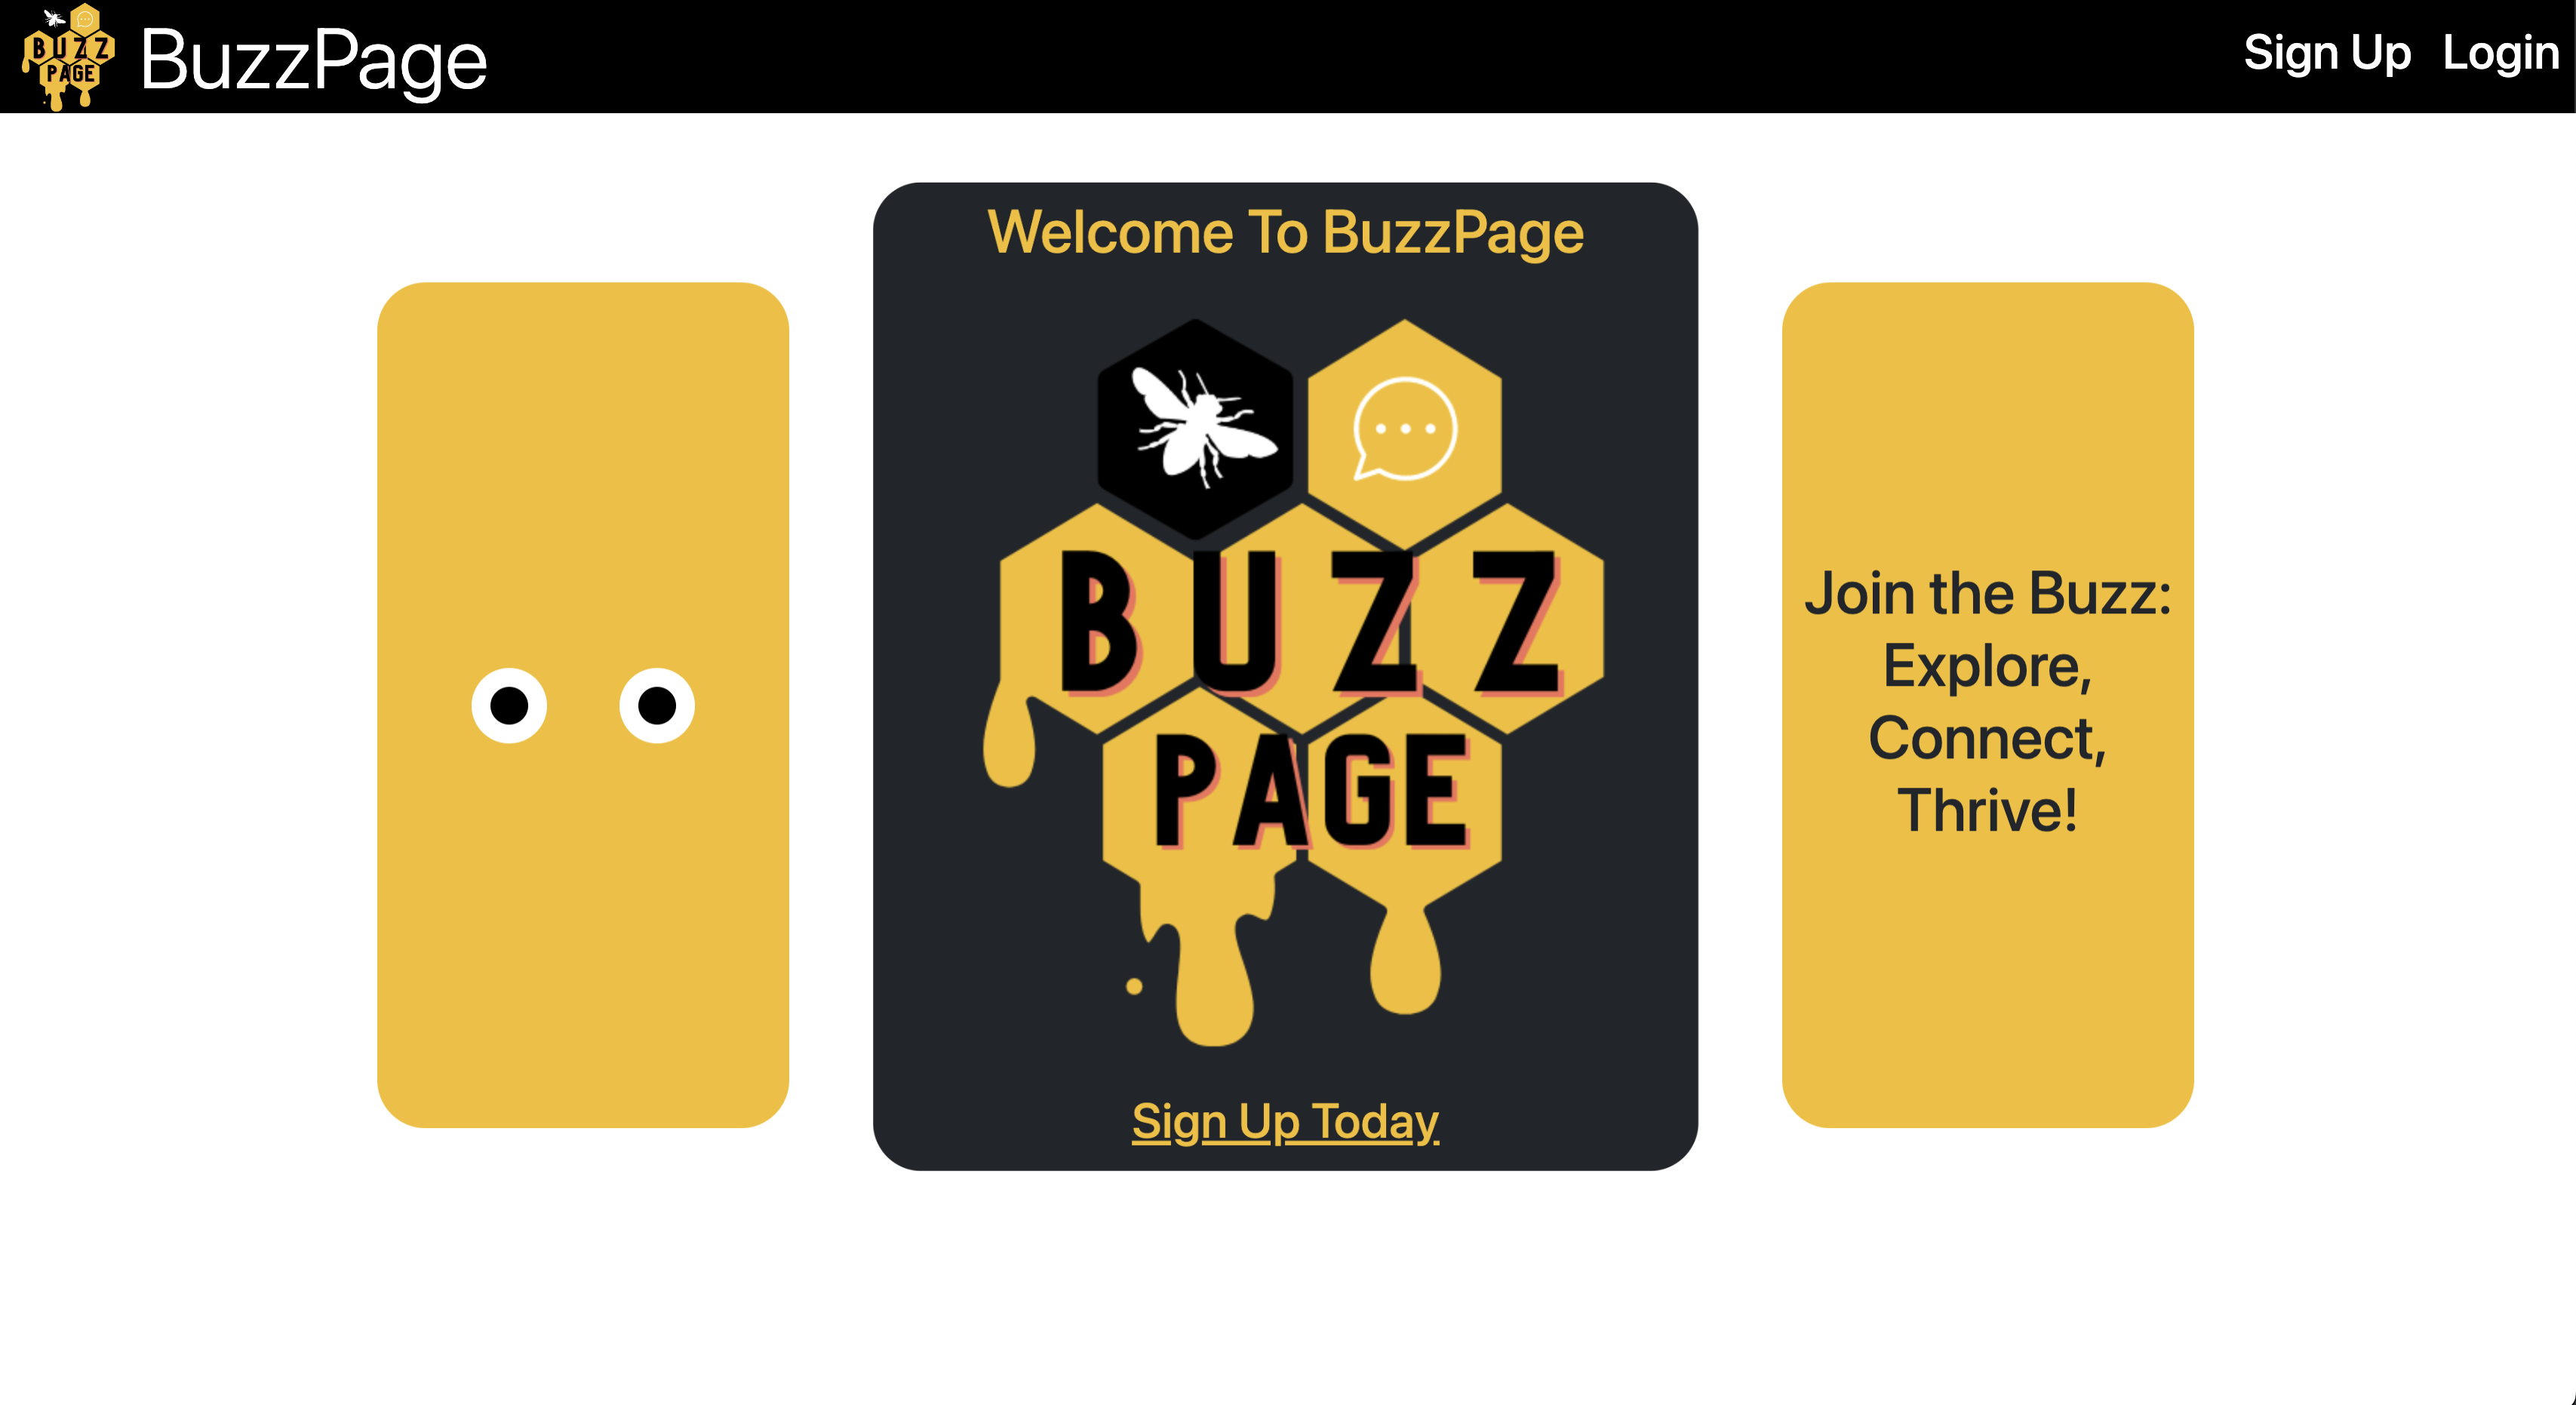 BUZZ
PAGE
BuzzPage
Sign Up Login
Welcome To BuzzPage
BUZZ
PAGE
Sign Up Today
Join the Buzz:
Explore,
Connect,
Thrive!